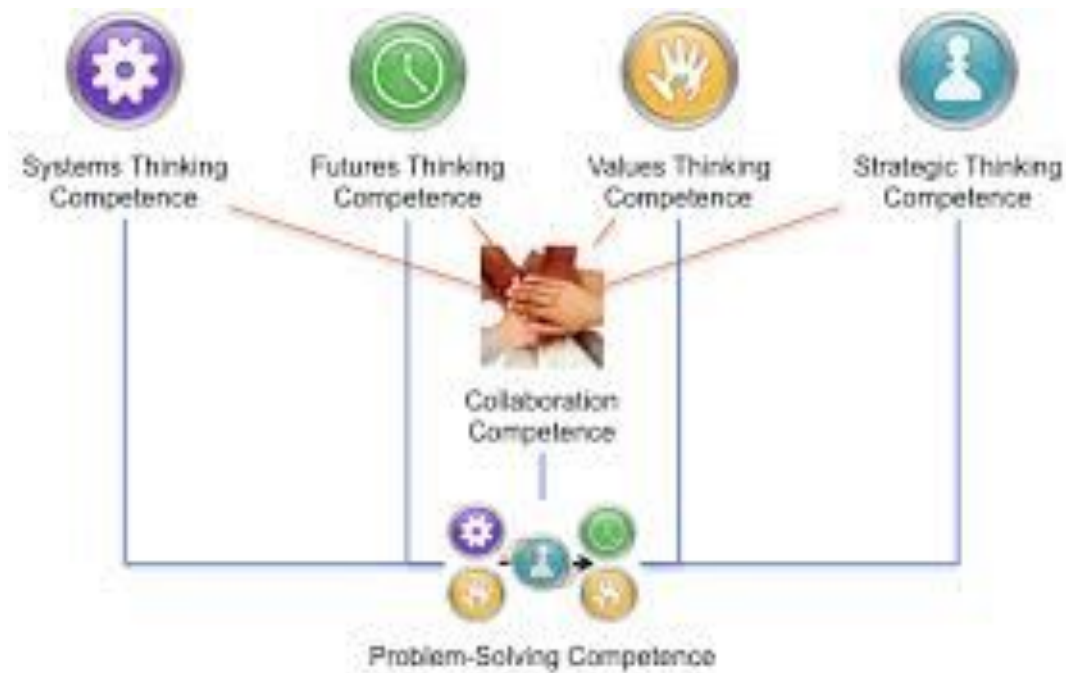 Systems Thinking
Competence
Futures Thinking
Competence
Values Thinking
Competence
Strategic Thinking
Competence
Collaboration
Competence
Problem-Solving Competence